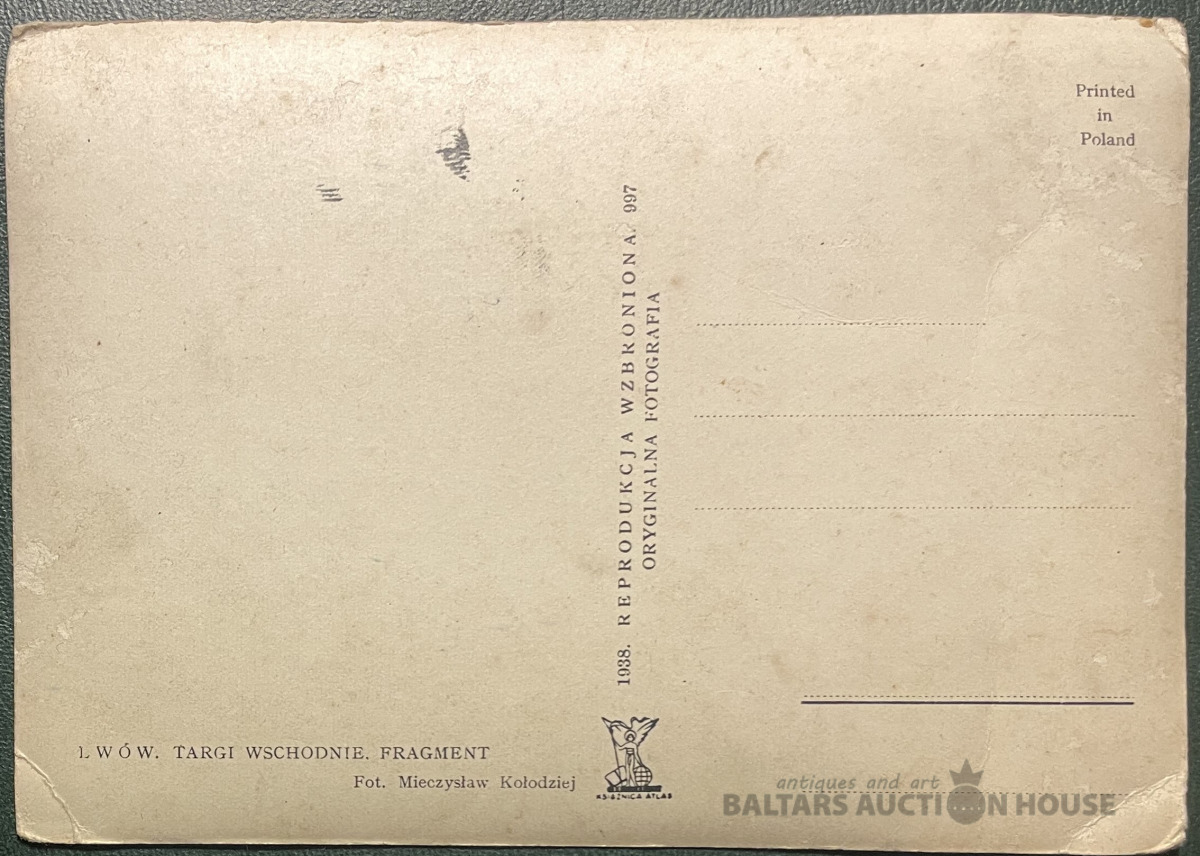 Printed
in
Poland
1938. REPRODUKCJA WZBRONIONA. 997
ORYGINALNA FOTOGRAFIA
LWÓW. TARGI WSCHODNIE. FRAGMENT
Fot. Mieczysław Kołodziej
KSIĄŻNICA ATLAS
antiques and art
BALTARS AUCTION HOUSE